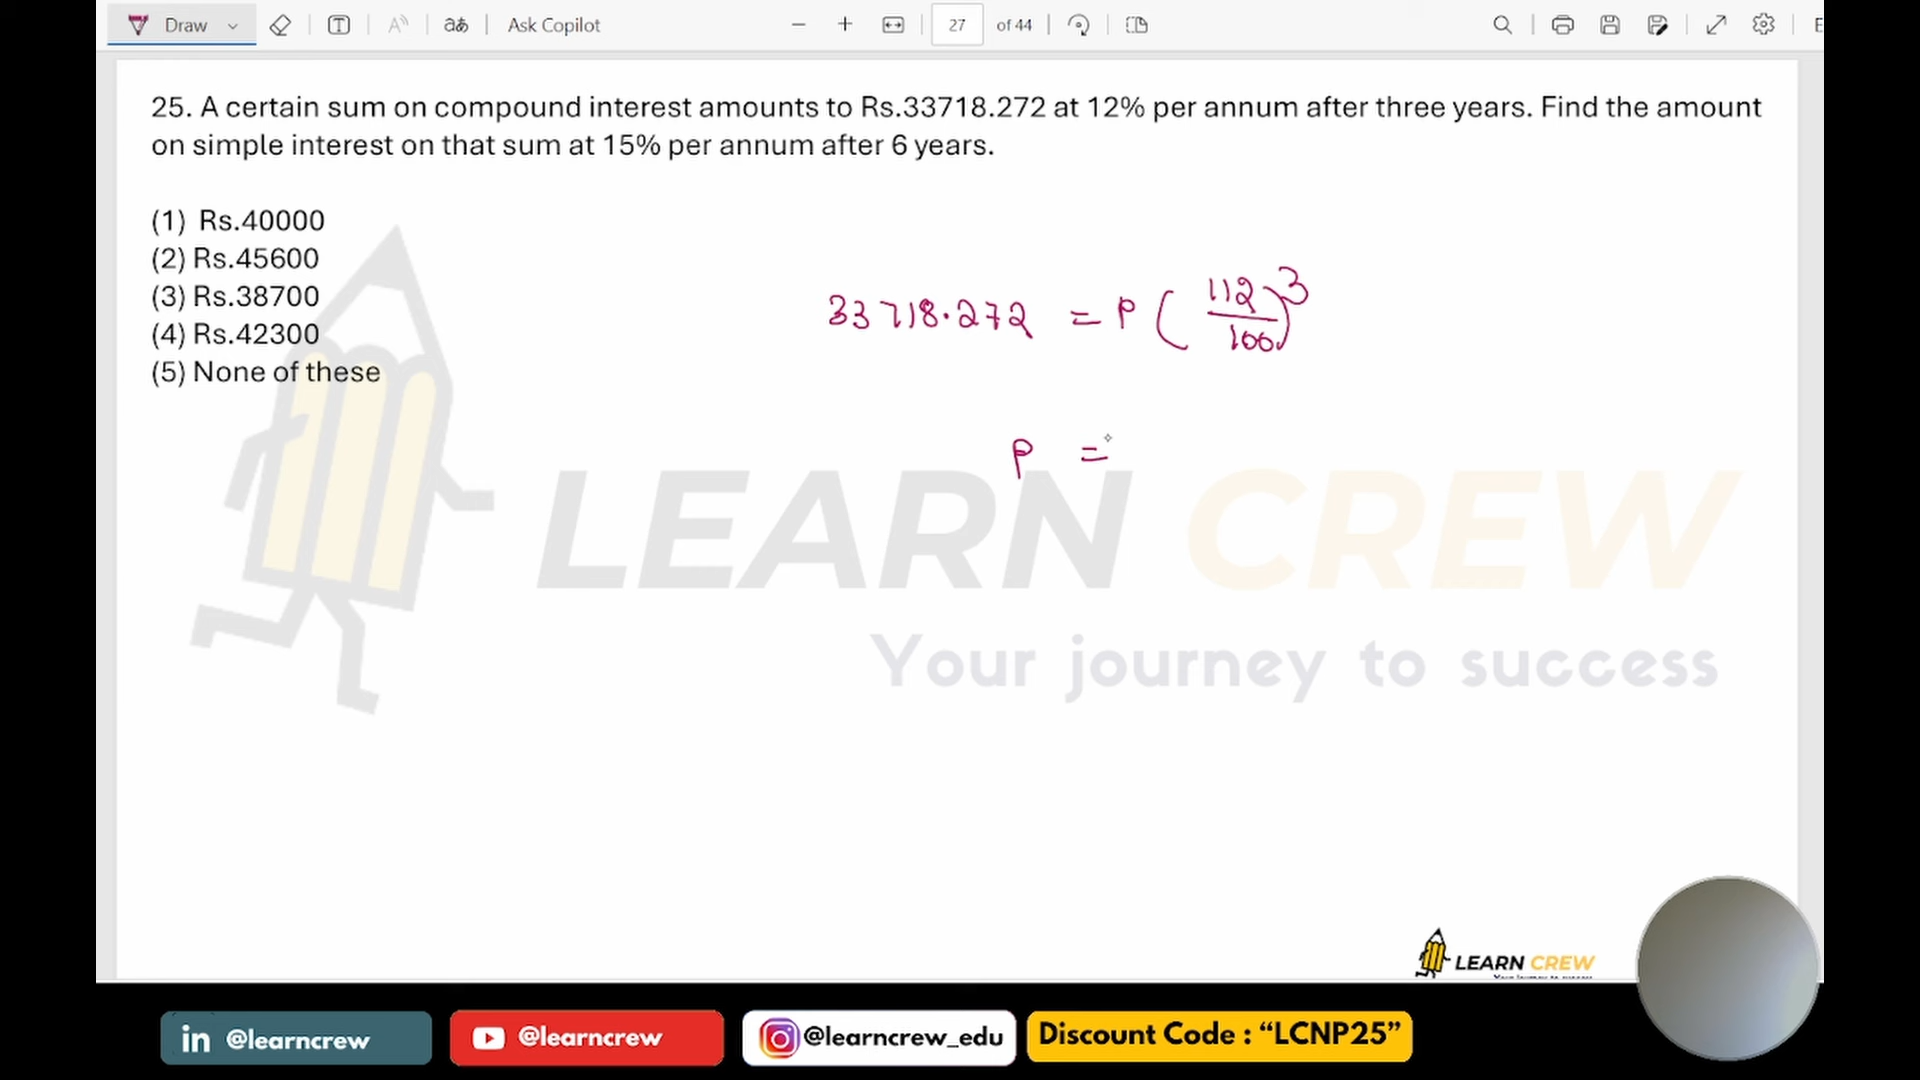 Draw
Ask Copilot
27 of 44
25. A certain sum on compound interest amounts to Rs.33718.272 at 12% per annum after three years. Find the amount
on simple interest on that sum at 15% per annum after 6 years.
(1) Rs.40000
(2) Rs.45600
(3) Rs.38700
(4) Rs.42300
(5) None of these
33718.272 = P (112/100)³
P =
LEARN CREW
Your journey to success
LEARN CREW
in @learncrew
@learncrew
@learncrew_edu
Discount Code : “LCNP25”